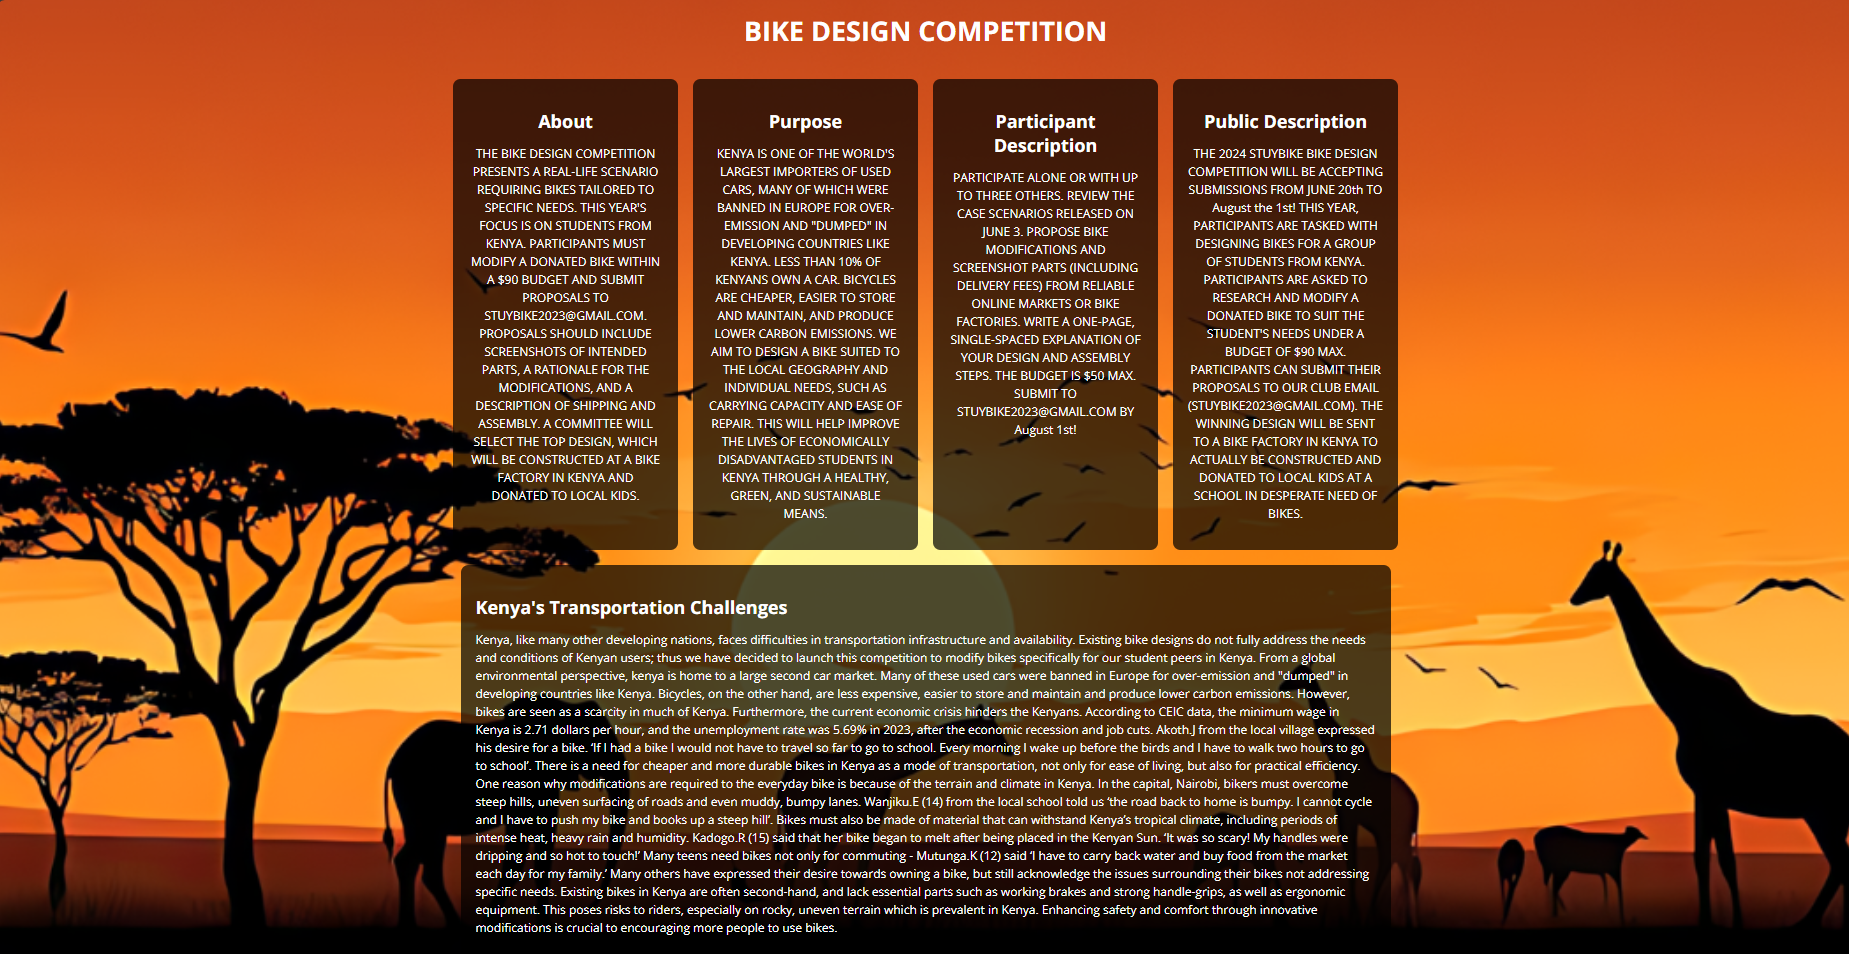 BIKE DESIGN COMPETITION
About
THE BIKE DESIGN COMPETITION
PRESENTS A REAL-LIFE SCENARIO
REQUIRING BIKES TAILORED TO
SPECIFIC NEEDS. THIS YEAR'S
FOCUS IS ON STUDENTS FROM
KENYA. PARTICIPANTS MUST
MODIFY A DONATED BIKE WITHIN
A $90 BUDGET AND SUBMIT
PROPOSALS TO
STUYBIKE2023@GMAIL.COM.
PROPOSALS SHOULD INCLUDE
SCREENSHOTS OF INTENDED
PARTS, A RATIONALE FOR THE
MODIFICATIONS, AND A
DESCRIPTION OF SHIPPING AND
ASSEMBLY. A COMMITTEE WILL
SELECT THE TOP DESIGN, WHICH
WILL BE CONSTRUCTED AT A BIKE
FACTORY IN KENYA AND
DONATED TO LOCAL KIDS.
Purpose
KENYA IS ONE OF THE WORLD'S
LARGEST IMPORTERS OF USED
CARS, MANY OF WHICH WERE
BANNED IN EUROPE FOR OVER-
EMISSION AND "DUMPED" IN
DEVELOPING COUNTRIES LIKE
KENYA. LESS THAN 10% OF
KENYANS OWN A CAR. BICYCLES
ARE CHEAPER, EASIER TO STORE
AND MAINTAIN, AND PRODUCE
LOWER CARBON EMISSIONS. WE
AIM TO DESIGN A BIKE SUITED TO
THE LOCAL GEOGRAPHY AND
INDIVIDUAL NEEDS, SUCH AS
CARRYING CAPACITY AND EASE OF
REPAIR. THIS WILL HELP IMPROVE
THE LIVES OF ECONOMICALLY
DISADVANTAGED STUDENTS IN
KENYA THROUGH A HEALTHY,
GREEN, AND SUSTAINABLE
MEANS.
Participant
Description
PARTICIPATE ALONE OR WITH UP
TO THREE OTHERS. REVIEW THE
CASE SCENARIOS RELEASED ON
JUNE 3. PROPOSE BIKE
MODIFICATIONS AND
SCREENSHOT PARTS (INCLUDING
DELIVERY FEES) FROM RELIABLE
ONLINE MARKETS OR BIKE
FACTORIES. WRITE A ONE-PAGE,
SINGLE-SPACED EXPLANATION OF
YOUR DESIGN AND ASSEMBLY
STEPS. THE BUDGET IS $50 MAX.
SUBMIT TO
STUYBIKE2023@GMAIL.COM BY
August 1st!
Public Description
THE 2024 STUYBIKE BIKE DESIGN
COMPETITION WILL BE ACCEPTING
SUBMISSIONS FROM JUNE 20th TO
August the 1st! THIS YEAR,
PARTICIPANTS ARE TASKED WITH
DESIGNING BIKES FOR A GROUP
OF STUDENTS FROM KENYA.
PARTICIPANTS ARE ASKED TO
RESEARCH AND MODIFY A
DONATED BIKE TO SUIT THE
STUDENT'S NEEDS UNDER A
BUDGET OF $90 MAX.
PARTICIPANTS CAN SUBMIT THEIR
PROPOSALS TO OUR CLUB EMAIL
(STUYBIKE2023@GMAIL.COM). THE
WINNING DESIGN WILL BE SENT
TO A BIKE FACTORY IN KENYA TO
ACTUALLY BE CONSTRUCTED AND
DONATED TO LOCAL KIDS AT A
SCHOOL IN DESPERATE NEED OF
BIKES.
Kenya's Transportation Challenges
Kenya, like many other developing nations, faces difficulties in transportation infrastructure and availability. Existing bike designs do not fully address the needs
and conditions of Kenyan users; thus we have decided to launch this competition to modify bikes specifically for our student peers in Kenya. From a global
environmental perspective, kenya is home to a large second car market. Many of these used cars were banned in Europe for over-emission and "dumped" in
developing countries like Kenya. Bicycles, on the other hand, are less expensive, easier to store and maintain and produce lower carbon emissions. However,
bikes are seen as a scarcity in much of Kenya. Furthermore, the current economic crisis hinders the Kenyans. According to CEIC data, the minimum wage in
Kenya is 2.71 dollars per hour, and the unemployment rate was 5.69% in 2023, after the economic recession and job cuts. Akoth.J from the local village expressed
his desire for a bike. ‘If I had a bike I would not have to travel so far to go to school. Every morning I wake up before the birds and I have to walk two hours to go
to school’. There is a need for cheaper and more durable bikes in Kenya as a mode of transportation, not only for ease of living, but also for practical efficiency.
One reason why modifications are required to the everyday bike is because of the terrain and climate in Kenya. In the capital, Nairobi, bikers must overcome
steep hills, uneven surfacing of roads and even muddy, bumpy lanes. Wanjiku.E (14) from the local school told us ‘the road back to home is bumpy. I cannot cycle
and I have to push my bike and books up a steep hill’. Bikes must also be made of material that can withstand Kenya’s tropical climate, including periods of
intense heat, heavy rain and humidity. Kadogo.R (15) said that her bike began to melt after being placed in the Kenyan Sun. ‘It was so scary! My handles were
dripping and so hot to touch!’ Many teens need bikes not only for commuting - Mutunga.K (12) said ‘I have to carry back water and buy food from the market
each day for my family.’ Many others have expressed their desire towards owning a bike, but still acknowledge the issues surrounding their bikes not addressing
specific needs. Existing bikes in Kenya are often second-hand, and lack essential parts such as working brakes and strong handle-grips, as well as ergonomic
equipment. This poses risks to riders, especially on rocky, uneven terrain which is prevalent in Kenya. Enhancing safety and comfort through innovative
modifications is crucial to encouraging more people to use bikes.